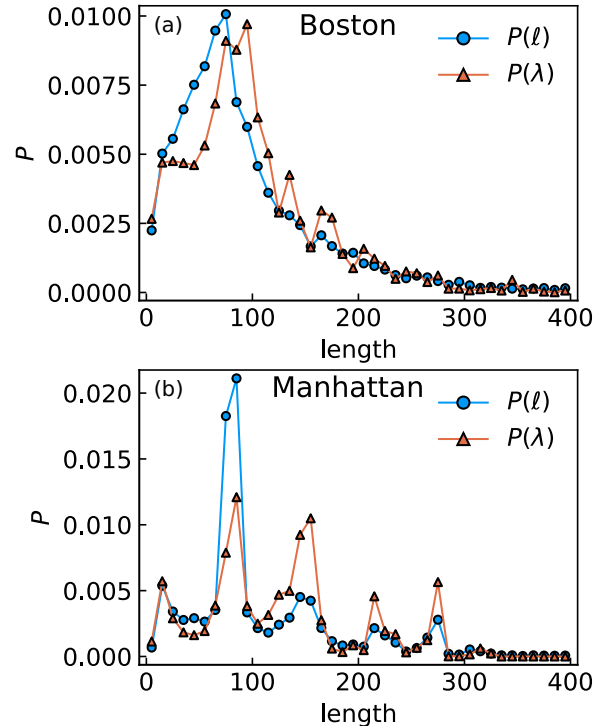 (a) Boston
P(ℓ)
P(λ)
P
0.0100
0.0075
0.0050
0.0025
0.0000
0 100 200 300 400
length
(b) Manhattan
P(ℓ)
P(λ)
P
0.020
0.015
0.010
0.005
0.000
0 100 200 300 400
length